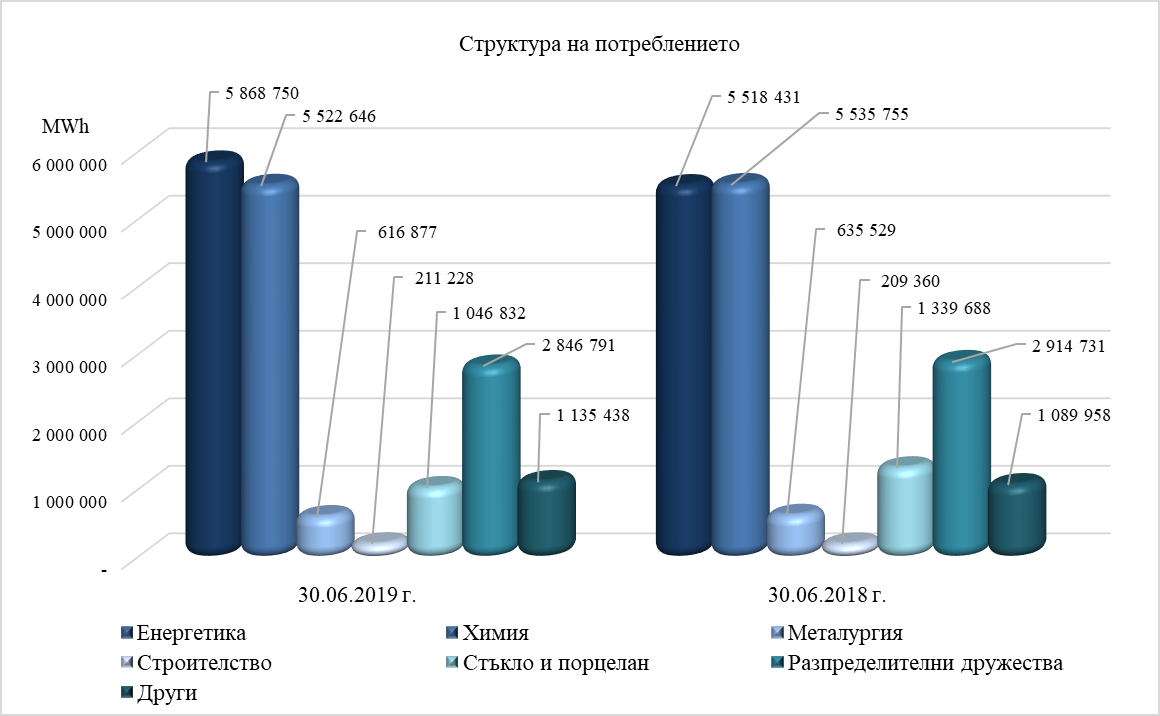 Структура на потреблението
5 868 750
5 522 646
5 518 431
5 535 755
MWh
6 000 000
5 000 000
4 000 000
3 000 000
2 000 000
1 000 000
-
616 877
211 228
1 046 832
2 846 791
1 135 438
635 529
209 360
1 339 688
2 914 731
1 089 958
30.06.2019 г.
30.06.2018 г.
Енергетика
Химия
Металургия
Строителство
Стъкло и порцелан
Разпределителни дружества
Други